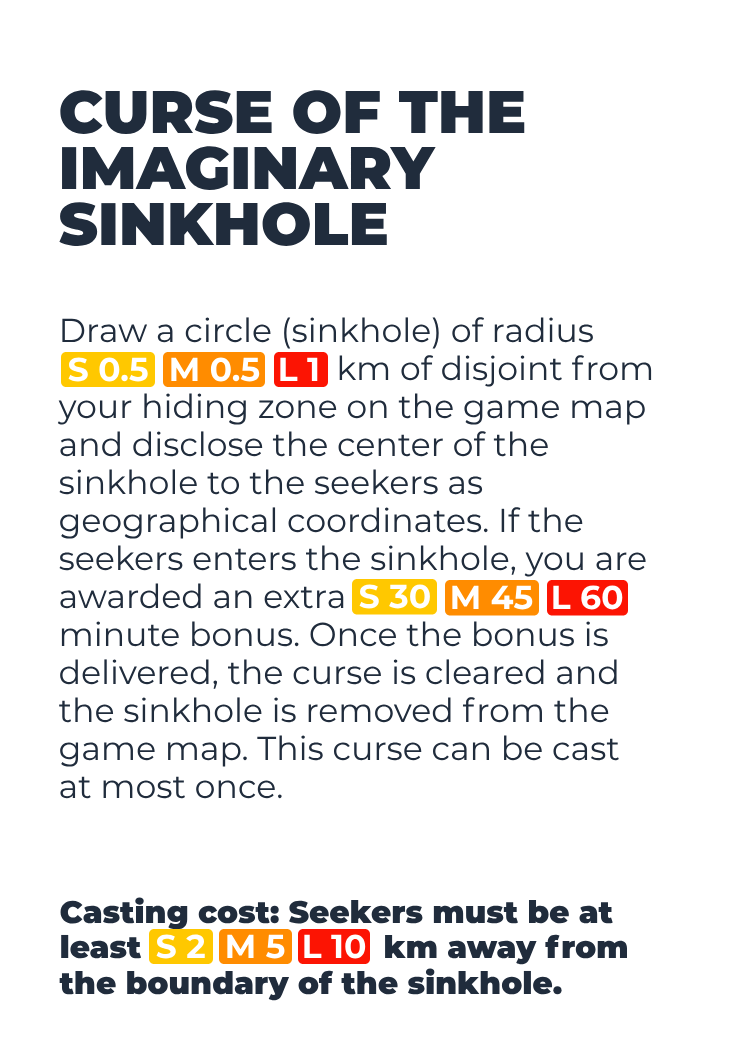 CURSE OF THE
IMAGINARY
SINKHOLE
Draw a circle (sinkhole) of radius
S 0.5 M 0.5 L 1 km of disjoint from
your hiding zone on the game map
and disclose the center of the
sinkhole to the seekers as
geographical coordinates. If the
seekers enters the sinkhole, you are
awarded an extra S 30 M 45 L 60
minute bonus. Once the bonus is
delivered, the curse is cleared and
the sinkhole is removed from the
game map. This curse can be cast
at most once.
Casting cost: Seekers must be at
least S 2 M 5 L 10 km away from
the boundary of the sinkhole.